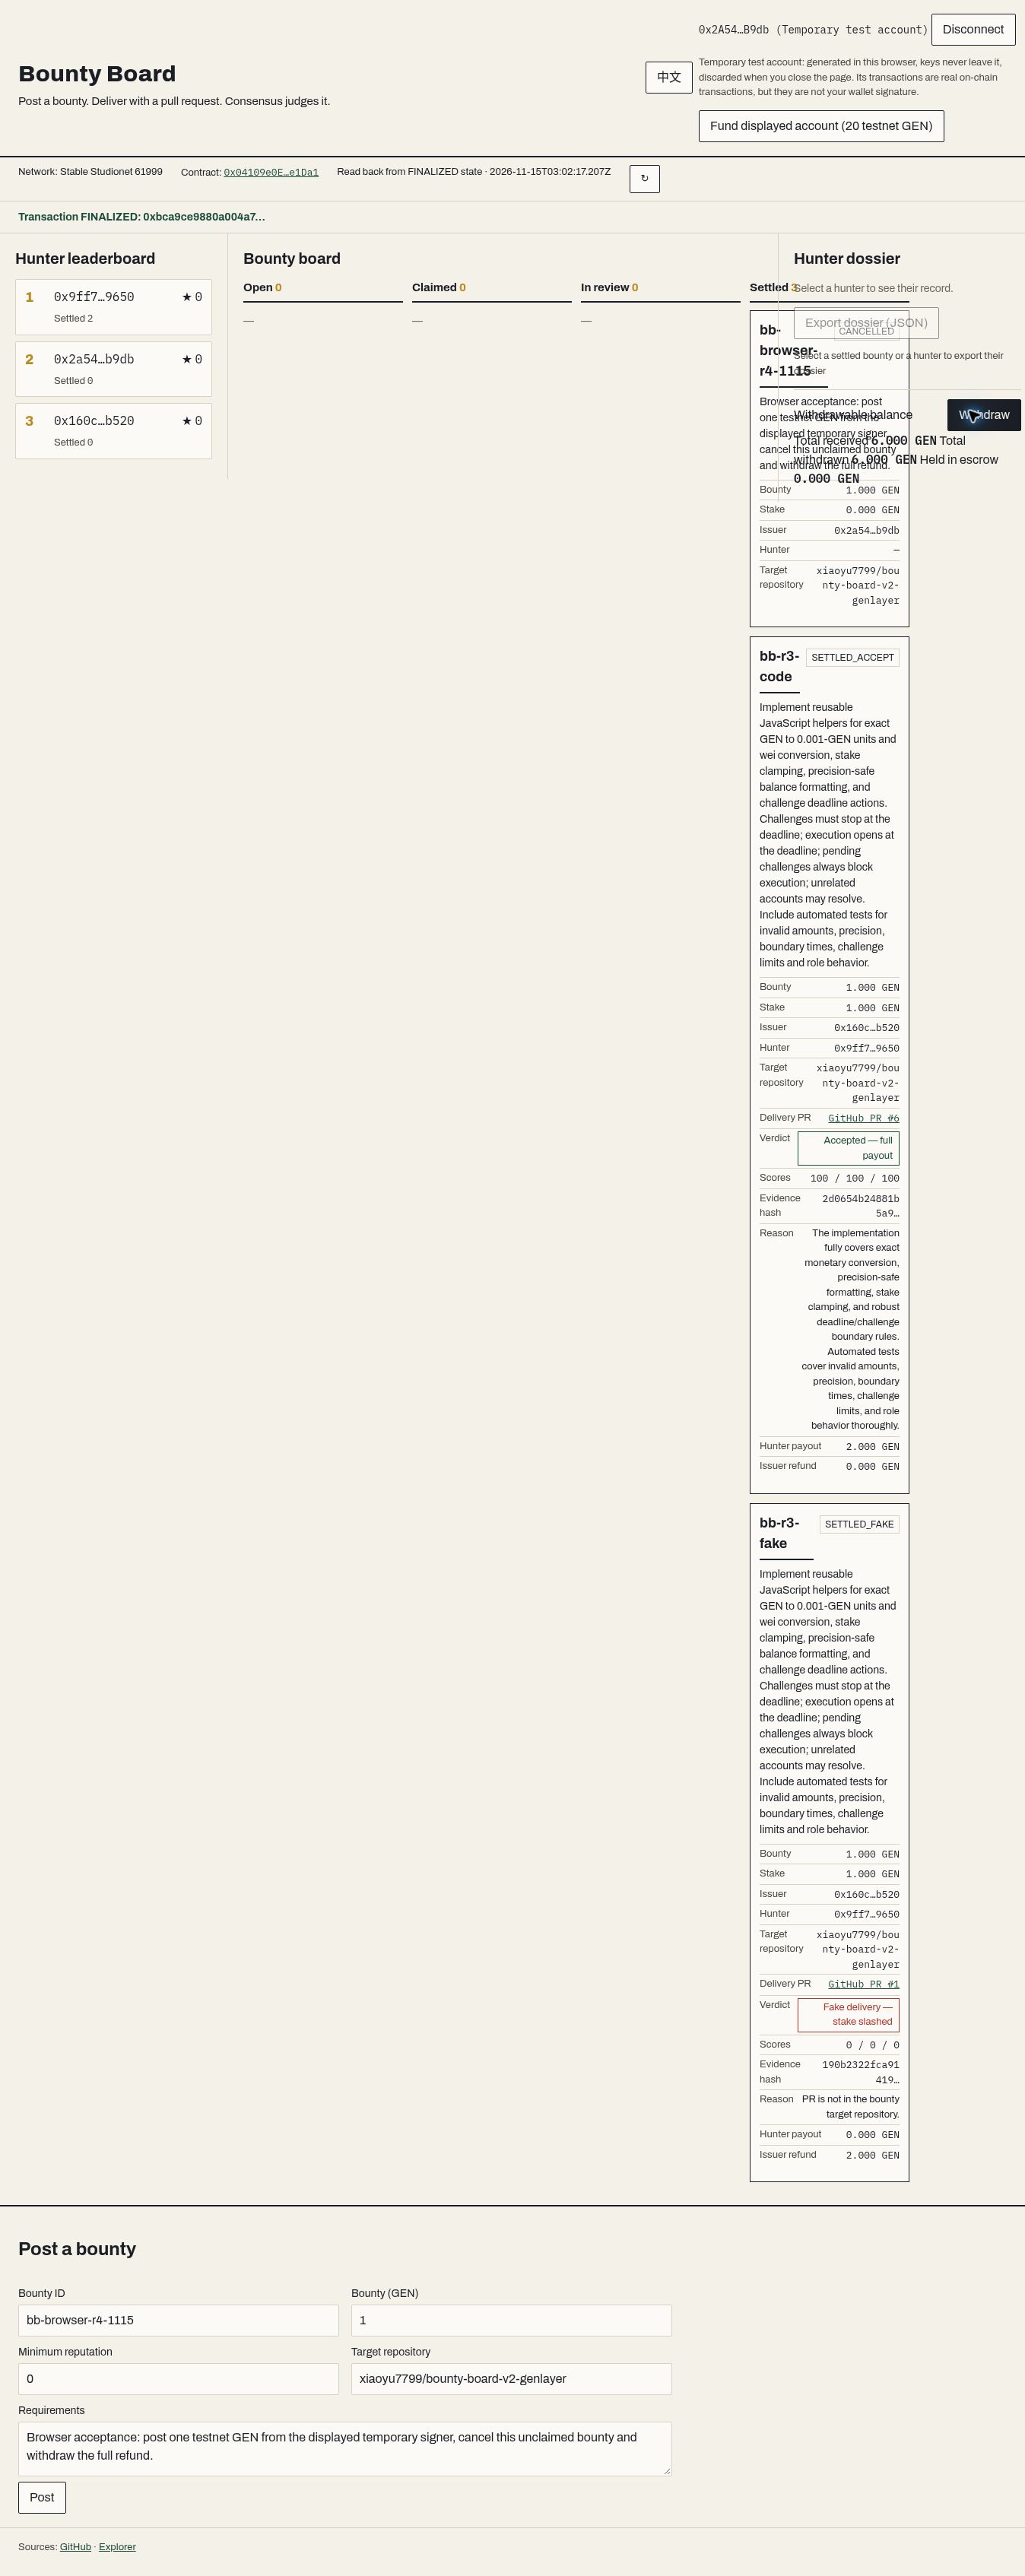 0x2A54…B9db (Temporary test account) Disconnect
Bounty Board
Post a bounty. Deliver with a pull request. Consensus judges it.
中文
Temporary test account: generated in this browser, keys never leave it,
discarded when you close the page. Its transactions are real on-chain
transactions, but they are not your wallet signature.
Fund displayed account (20 testnet GEN)
Network: Stable Studionet 61999 Contract: 0x04109e0E…e1Da1 Read back from FINALIZED state · 2026-11-15T03:02:17.207Z ↻
Transaction FINALIZED: 0xbca9ce9880a004a7…
Hunter leaderboard
1 0x9ff7…9650 ★ 0
Settled 2
2 0x2a54…b9db ★ 0
Settled 0
3 0x160c…b520 ★ 0
Settled 0
Bounty board
Open 0
—
Claimed 0
—
In review 0
—
Settled 3
bb-
browser-
r4-1115
CANCELLED
Browser acceptance: post
one testnet GEN from the
displayed temporary signer,
cancel this unclaimed bounty
and withdraw the full refund.
Bounty 1.000 GEN
Stake 0.000 GEN
Issuer 0x2a54…b9db
Hunter —
Target xiaoyu7799/bou
repository nty-board-v2-
genlayer
bb-r3-
code
SETTLED_ACCEPT
Implement reusable
JavaScript helpers for exact
GEN to 0.001-GEN units and
wei conversion, stake
clamping, precision-safe
balance formatting, and
challenge deadline actions.
Challenges must stop at the
deadline; execution opens at
the deadline; pending
challenges always block
execution; unrelated
accounts may resolve.
Include automated tests for
invalid amounts, precision,
boundary times, challenge
limits and role behavior.
Bounty 1.000 GEN
Stake 1.000 GEN
Issuer 0x160c…b520
Hunter 0x9ff7…9650
Target xiaoyu7799/bou
repository nty-board-v2-
genlayer
Delivery PR GitHub PR #6
Verdict Accepted — full
payout
Scores 100 / 100 / 100
Evidence 2d0654b24881b
hash 5a9…
Reason The implementation
fully covers exact
monetary conversion,
precision-safe
formatting, stake
clamping, and robust
deadline/challenge
boundary rules.
Automated tests
cover invalid amounts,
precision, boundary
times, challenge
limits, and role
behavior thoroughly.
Hunter payout 2.000 GEN
Issuer refund 0.000 GEN
bb-r3-
fake
SETTLED_FAKE
Implement reusable
JavaScript helpers for exact
GEN to 0.001-GEN units and
wei conversion, stake
clamping, precision-safe
balance formatting, and
challenge deadline actions.
Challenges must stop at the
deadline; execution opens at
the deadline; pending
challenges always block
execution; unrelated
accounts may resolve.
Include automated tests for
invalid amounts, precision,
boundary times, challenge
limits and role behavior.
Bounty 1.000 GEN
Stake 1.000 GEN
Issuer 0x160c…b520
Hunter 0x9ff7…9650
Target xiaoyu7799/bou
repository nty-board-v2-
genlayer
Delivery PR GitHub PR #1
Verdict Fake delivery —
stake slashed
Scores 0 / 0 / 0
Evidence 190b2322fca91
hash 419…
Reason PR is not in the bounty
target repository.
Hunter payout 0.000 GEN
Issuer refund 2.000 GEN
Hunter dossier
Select a hunter to see their record.
Export dossier (JSON)
Select a settled bounty or a hunter to export their
dossier
Withdrawable balance Withdraw
Total received 6.000 GEN Total
withdrawn 6.000 GEN Held in escrow
0.000 GEN
Post a bounty
Bounty ID
bb-browser-r4-1115
Bounty (GEN)
1
Minimum reputation
0
Target repository
xiaoyu7799/bounty-board-v2-genlayer
Requirements
Browser acceptance: post one testnet GEN from the displayed temporary signer, cancel this unclaimed bounty and
withdraw the full refund.
Post
Sources: GitHub · Explorer